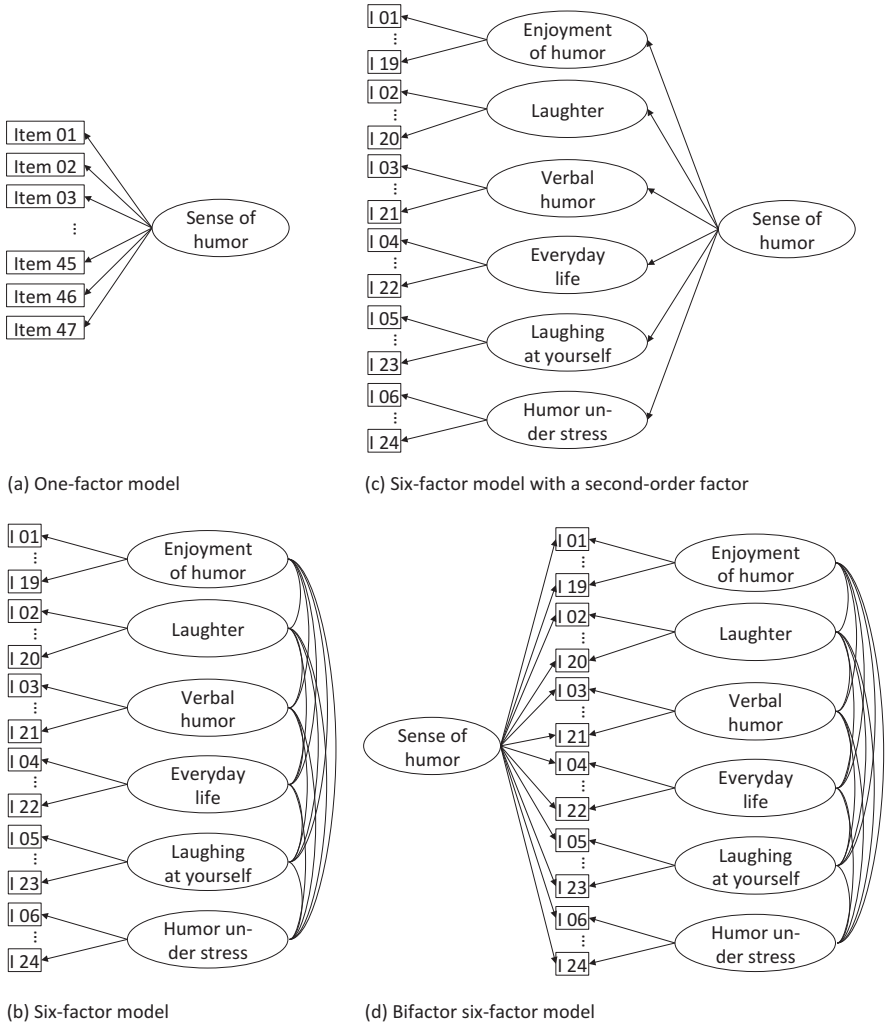 Item 01
Item 02
Item 03
...
Item 45
Item 46
Item 47
Sense of
humor
(a) One-factor model
I 01
...
I 19
I 02
...
I 20
I 03
...
I 21
I 04
...
I 22
I 05
...
I 23
I 06
...
I 24
Enjoyment
of humor
Laughter
Verbal
humor
Everyday
life
Laughing
at yourself
Humor un-
der stress
Sense of
humor
(c) Six-factor model with a second-order factor
I 01
...
I 19
I 02
...
I 20
I 03
...
I 21
I 04
...
I 22
I 05
...
I 23
I 06
...
I 24
Enjoyment
of humor
Laughter
Verbal
humor
Everyday
life
Laughing
at yourself
Humor un-
der stress
(b) Six-factor model
Sense of
humor
I 01
...
I 19
I 02
...
I 20
I 03
...
I 21
I 04
...
I 22
I 05
...
I 23
I 06
...
I 24
Enjoyment
of humor
Laughter
Verbal
humor
Everyday
life
Laughing
at yourself
Humor un-
der stress
(d) Bifactor six-factor model